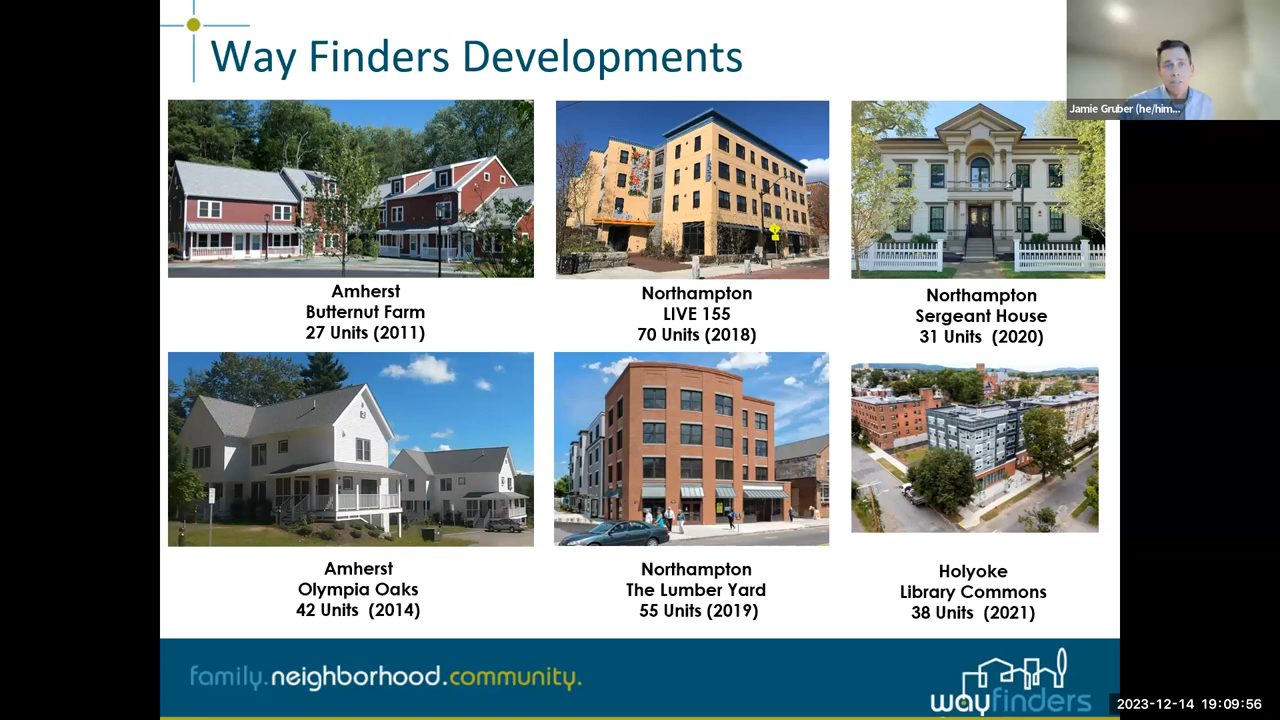 Way Finders Developments
Jamie Gruber (he/him...
Amherst
Butternut Farm
27 Units (2011)
Northampton
LIVE 155
70 Units (2018)
Northampton
Sergeant House
31 Units (2020)
Amherst
Olympia Oaks
42 Units (2014)
Northampton
The Lumber Yard
55 Units (2019)
Holyoke
Library Commons
38 Units (2021)
family.neighborhood.community.
wayfinders
2023-12-14 19:09:56